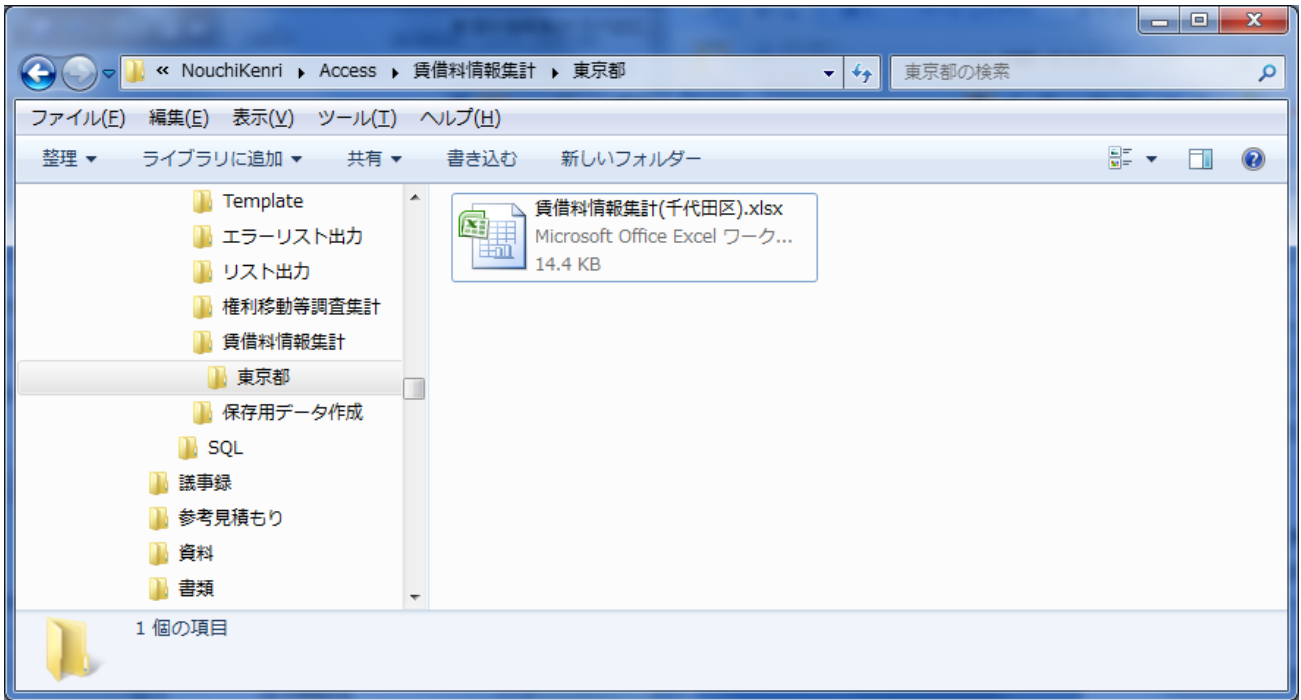 « NouchiKenri ▸ Access ▸ 賃借料情報集計 ▸ 東京都
東京都の検索
ファイル(F) 編集(E) 表示(V) ツール(T) ヘルプ(H)
整理 ライブラリに追加 共有 書き込む 新しいフォルダー
Template
エラーリスト出力
リスト出力
権利移動等調査集計
賃借料情報集計
東京都
保存用データ作成
SQL
議事録
参考見積もり
資料
書類
賃借料情報集計(千代田区).xlsx
Microsoft Office Excel ワーク...
14.4 KB
1 個の項目